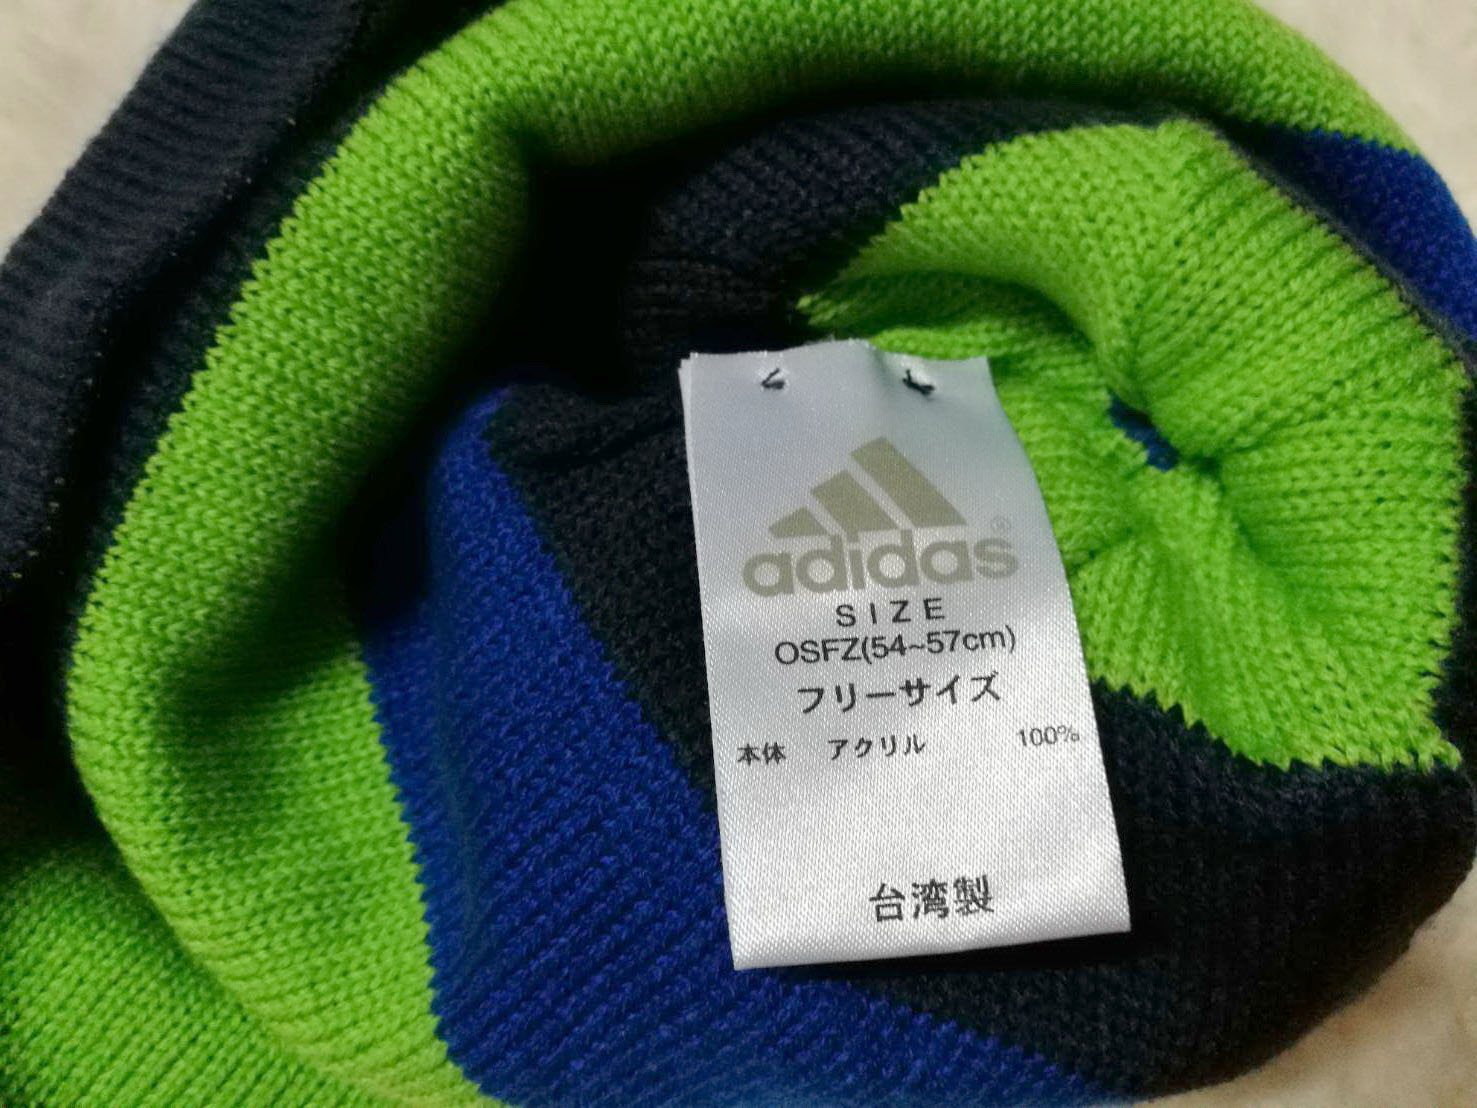 adidas®
SIZE
OSFZ(54~57cm)
フリーサイズ
本体 アクリル 100%
台湾製